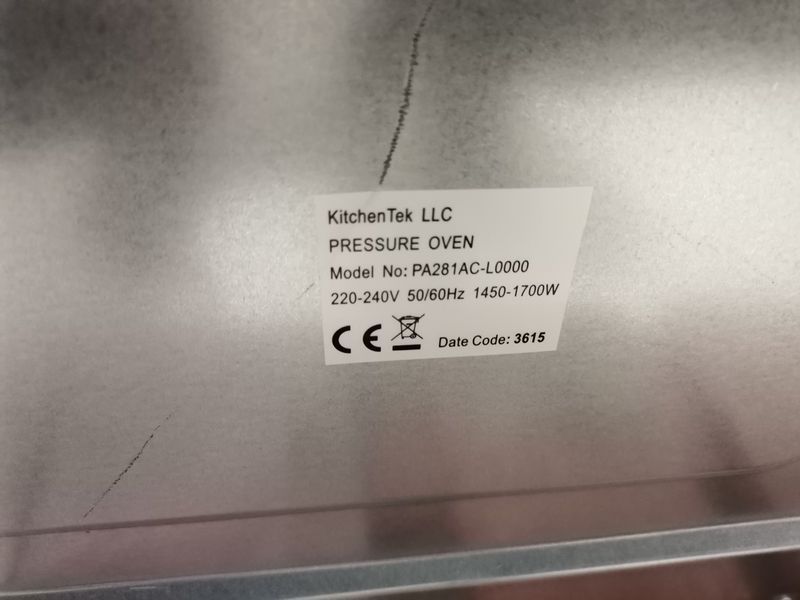 KitchenTek LLC
PRESSURE OVEN
Model No: PA281AC-L0000
220-240V 50/60Hz 1450-1700W
CE Date Code: 3615